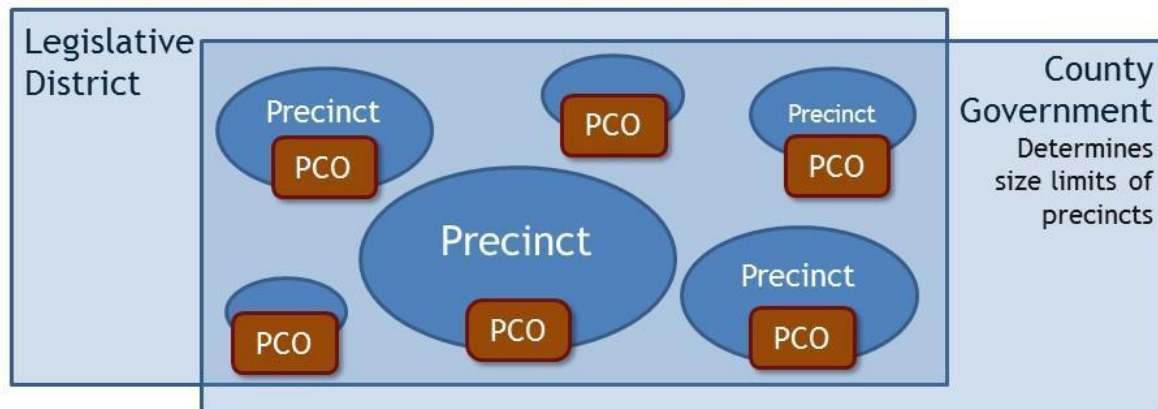 Legislative
District
County
Government
Determines
size limits of
precincts
Precinct
PCO
PCO
Precinct
PCO
Precinct
PCO
Precinct
PCO
PCO